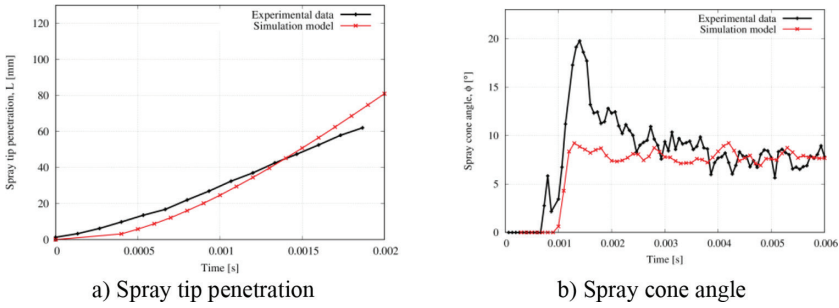 Experimental data
Simulation model
Spray tip penetration, L [mm]
120
100
80
60
40
20
0
0
0.0005
0.001
0.0015
0.002
Time [s]
a) Spray tip penetration
Experimental data
Simulation model
Spray cone angle, ϕ [°]
20
15
10
5
0
0
0.001
0.002
0.003
0.004
0.005
0.006
Time [s]
b) Spray cone angle